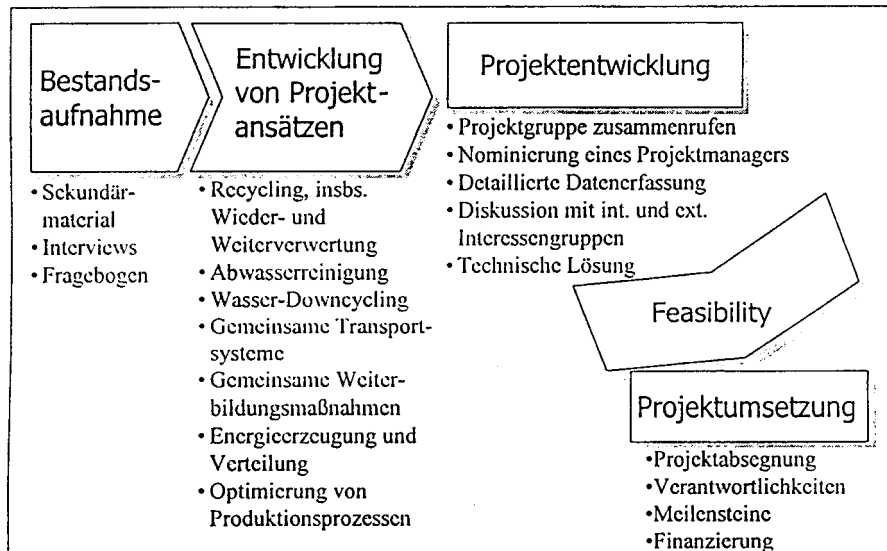 Bestands-
aufnahme
• Sekundär-
material
• Interviews
• Fragebogen
Entwicklung
von Projekt-
ansätzen
• Recycling, insbs.
Wieder- und
Weiterverwertung
• Abwasserreinigung
• Wasser-Downcycling
• Gemeinsame Transport-
systeme
• Gemeinsame Weiter-
bildungsmaßnahmen
• Energieerzeugung und
Verteilung
• Optimierung von
Produktionsprozessen
Projektentwicklung
• Projektgruppe zusammenrufen
• Nominierung eines Projektmanagers
• Detaillierte Datenerfassung
• Diskussion mit int. und ext.
Interessengruppen
• Technische Lösung
Feasibility
Projektumsetzung
•Projektabsegnung
•Verantwortlichkeiten
•Meilensteine
•Finanzierung